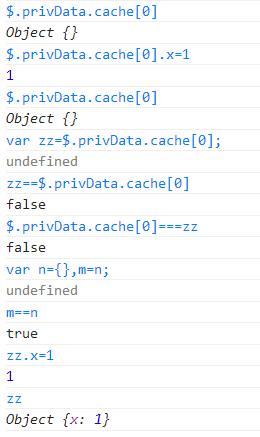 $.privData.cache[0]
Object {}
$.privData.cache[0].x=1
1
$.privData.cache[0]
Object {}
var zz=$.privData.cache[0];
undefined
zz==$.privData.cache[0]
false
$.privData.cache[0]===zz
false
var n={},m=n;
undefined
m==n
true
zz.x=1
1
zz
Object {x: 1}